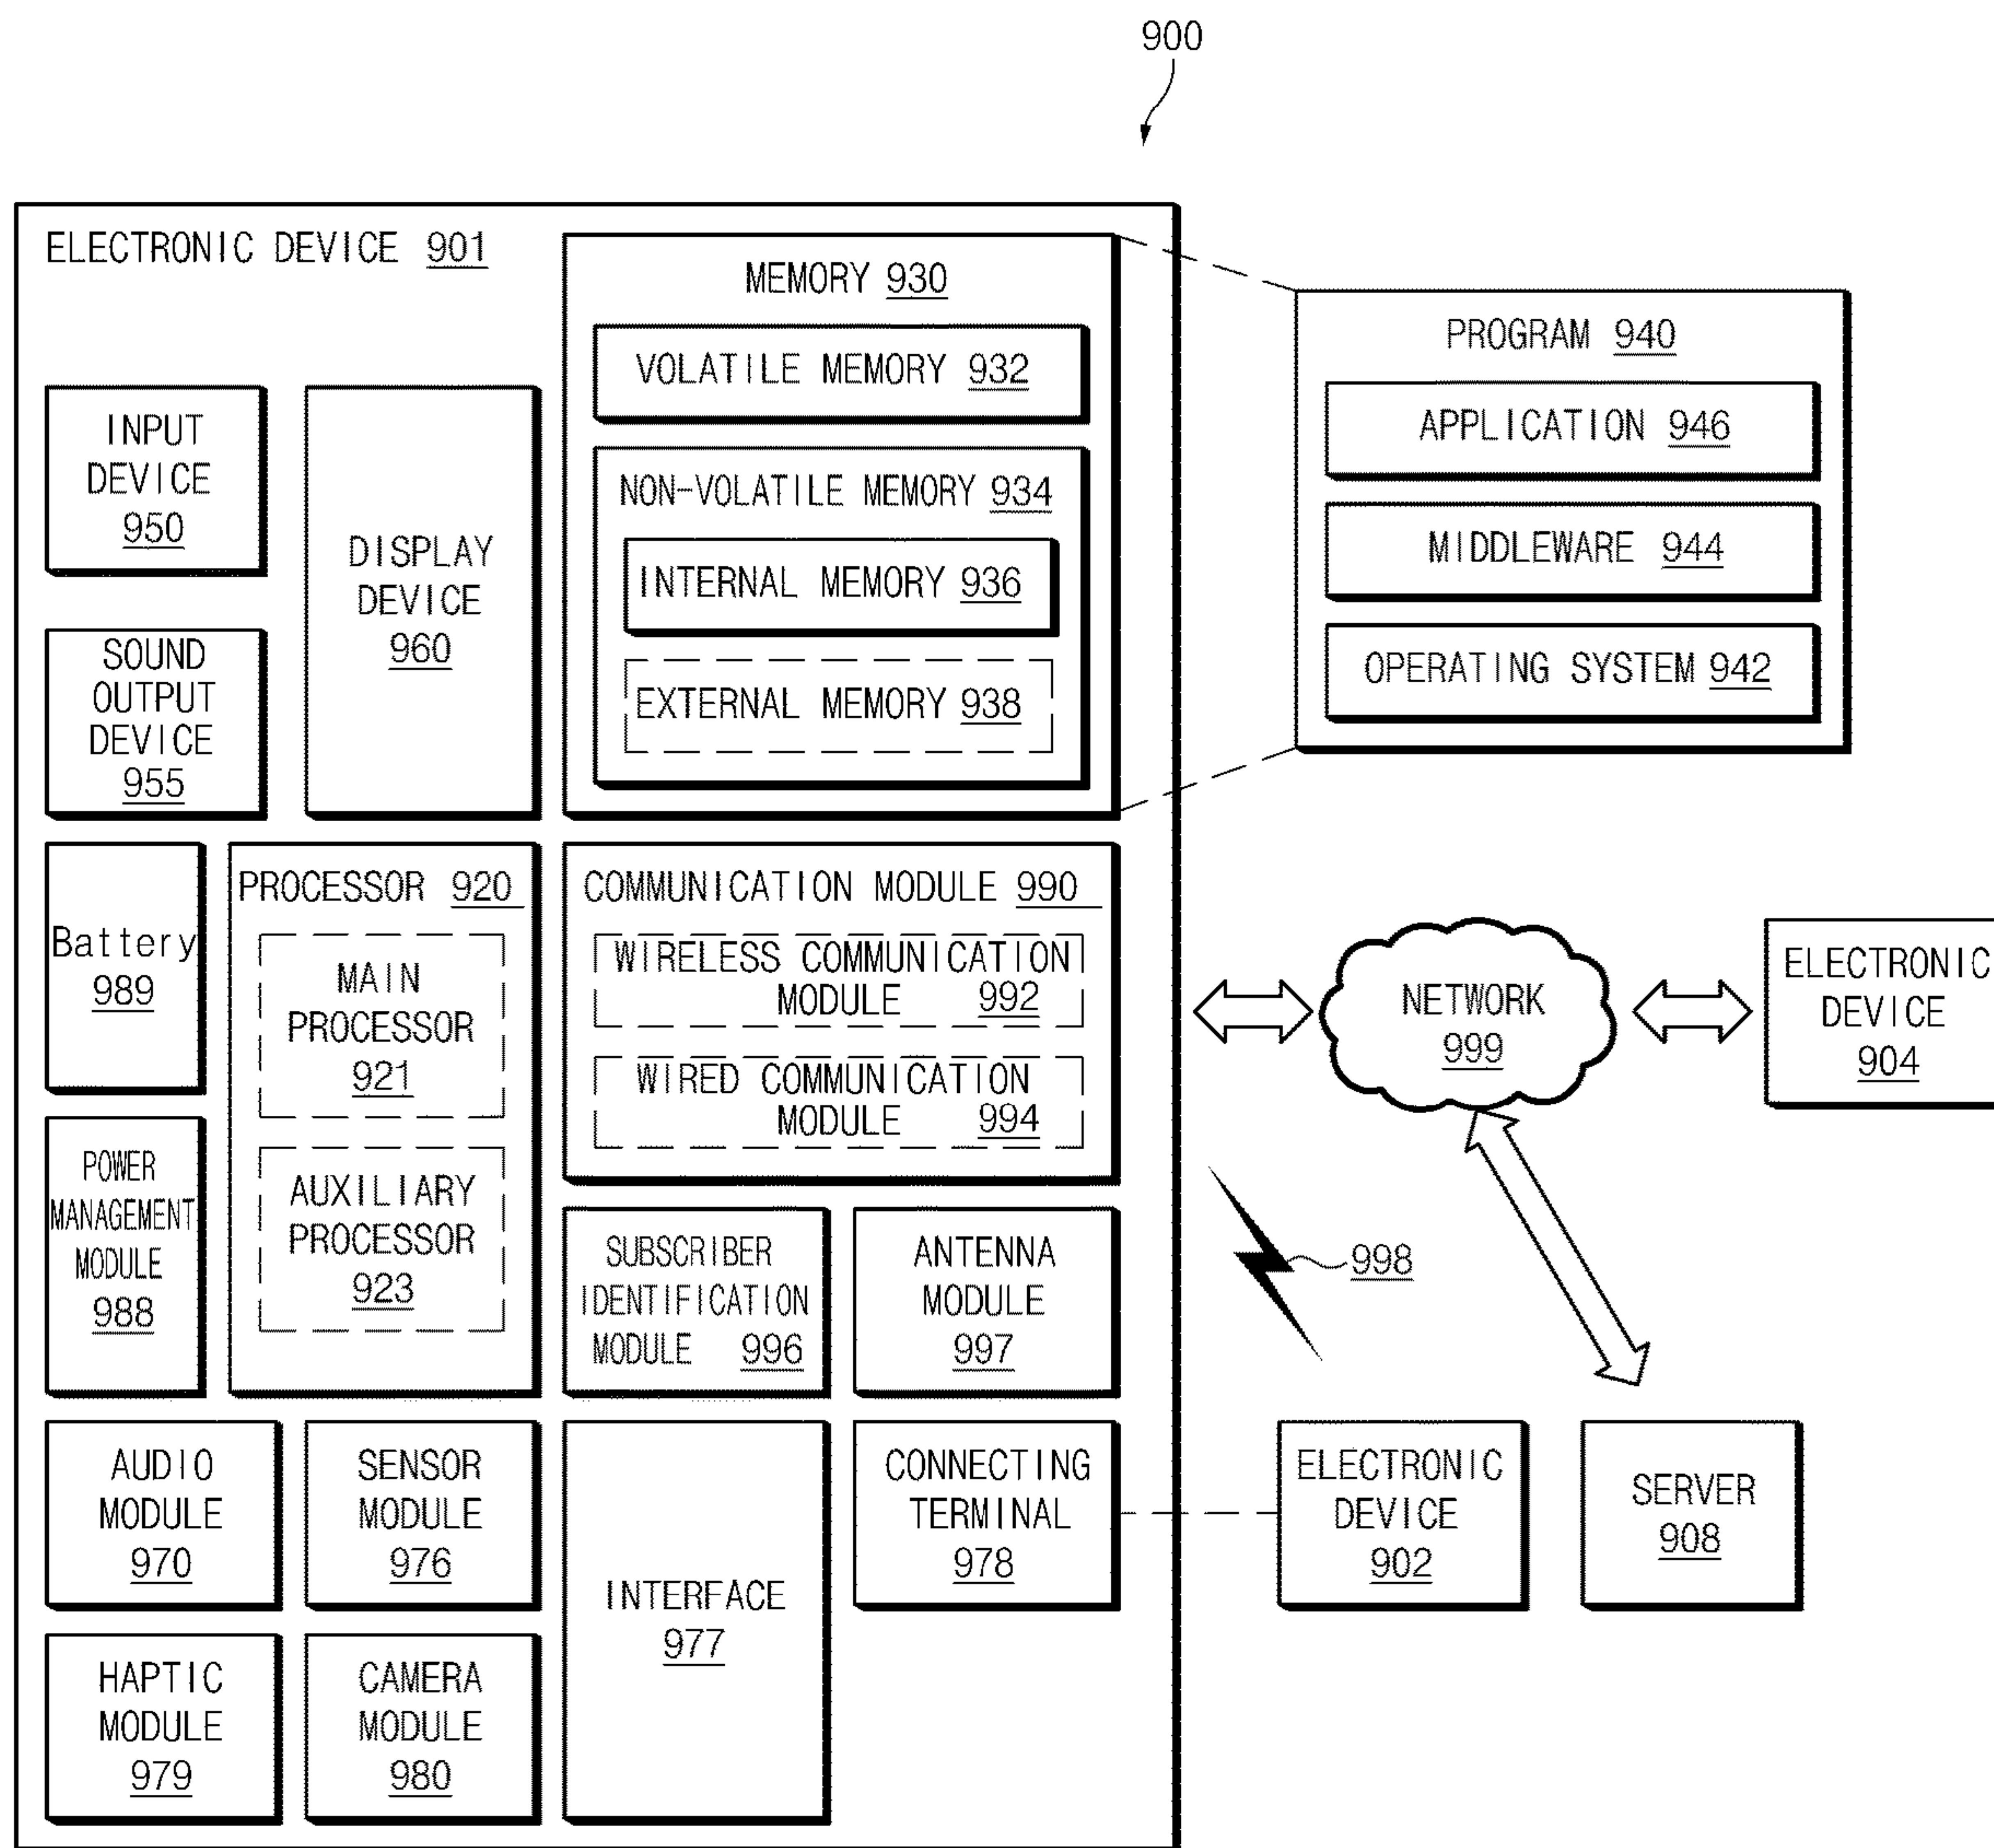 900
ELECTRONIC DEVICE 901
MEMORY 930
VOLATILE MEMORY 932
NON-VOLATILE MEMORY 934
INTERNAL MEMORY 936
EXTERNAL MEMORY 938
PROGRAM 940
APPLICATION 946
MIDDLEWARE 944
OPERATING SYSTEM 942
INPUT
DEVICE
950
SOUND
OUTPUT
DEVICE
955
DISPLAY
DEVICE
960
Battery
989
POWER
MANAGEMENT
MODULE
988
PROCESSOR 920
MAIN
PROCESSOR
921
AUXILIARY
PROCESSOR
923
COMMUNICATION MODULE 990
WIRELESS COMMUNICATION
MODULE 992
WIRED COMMUNICATION
MODULE 994
SUBSCRIBER
IDENTIFICATION
MODULE 996
ANTENNA
MODULE
997
NETWORK
999
ELECTRONIC
DEVICE
904
998
AUDIO
MODULE
970
SENSOR
MODULE
976
INTERFACE
977
CONNECTING
TERMINAL
978
ELECTRONIC
DEVICE
902
SERVER
908
HAPTIC
MODULE
979
CAMERA
MODULE
980